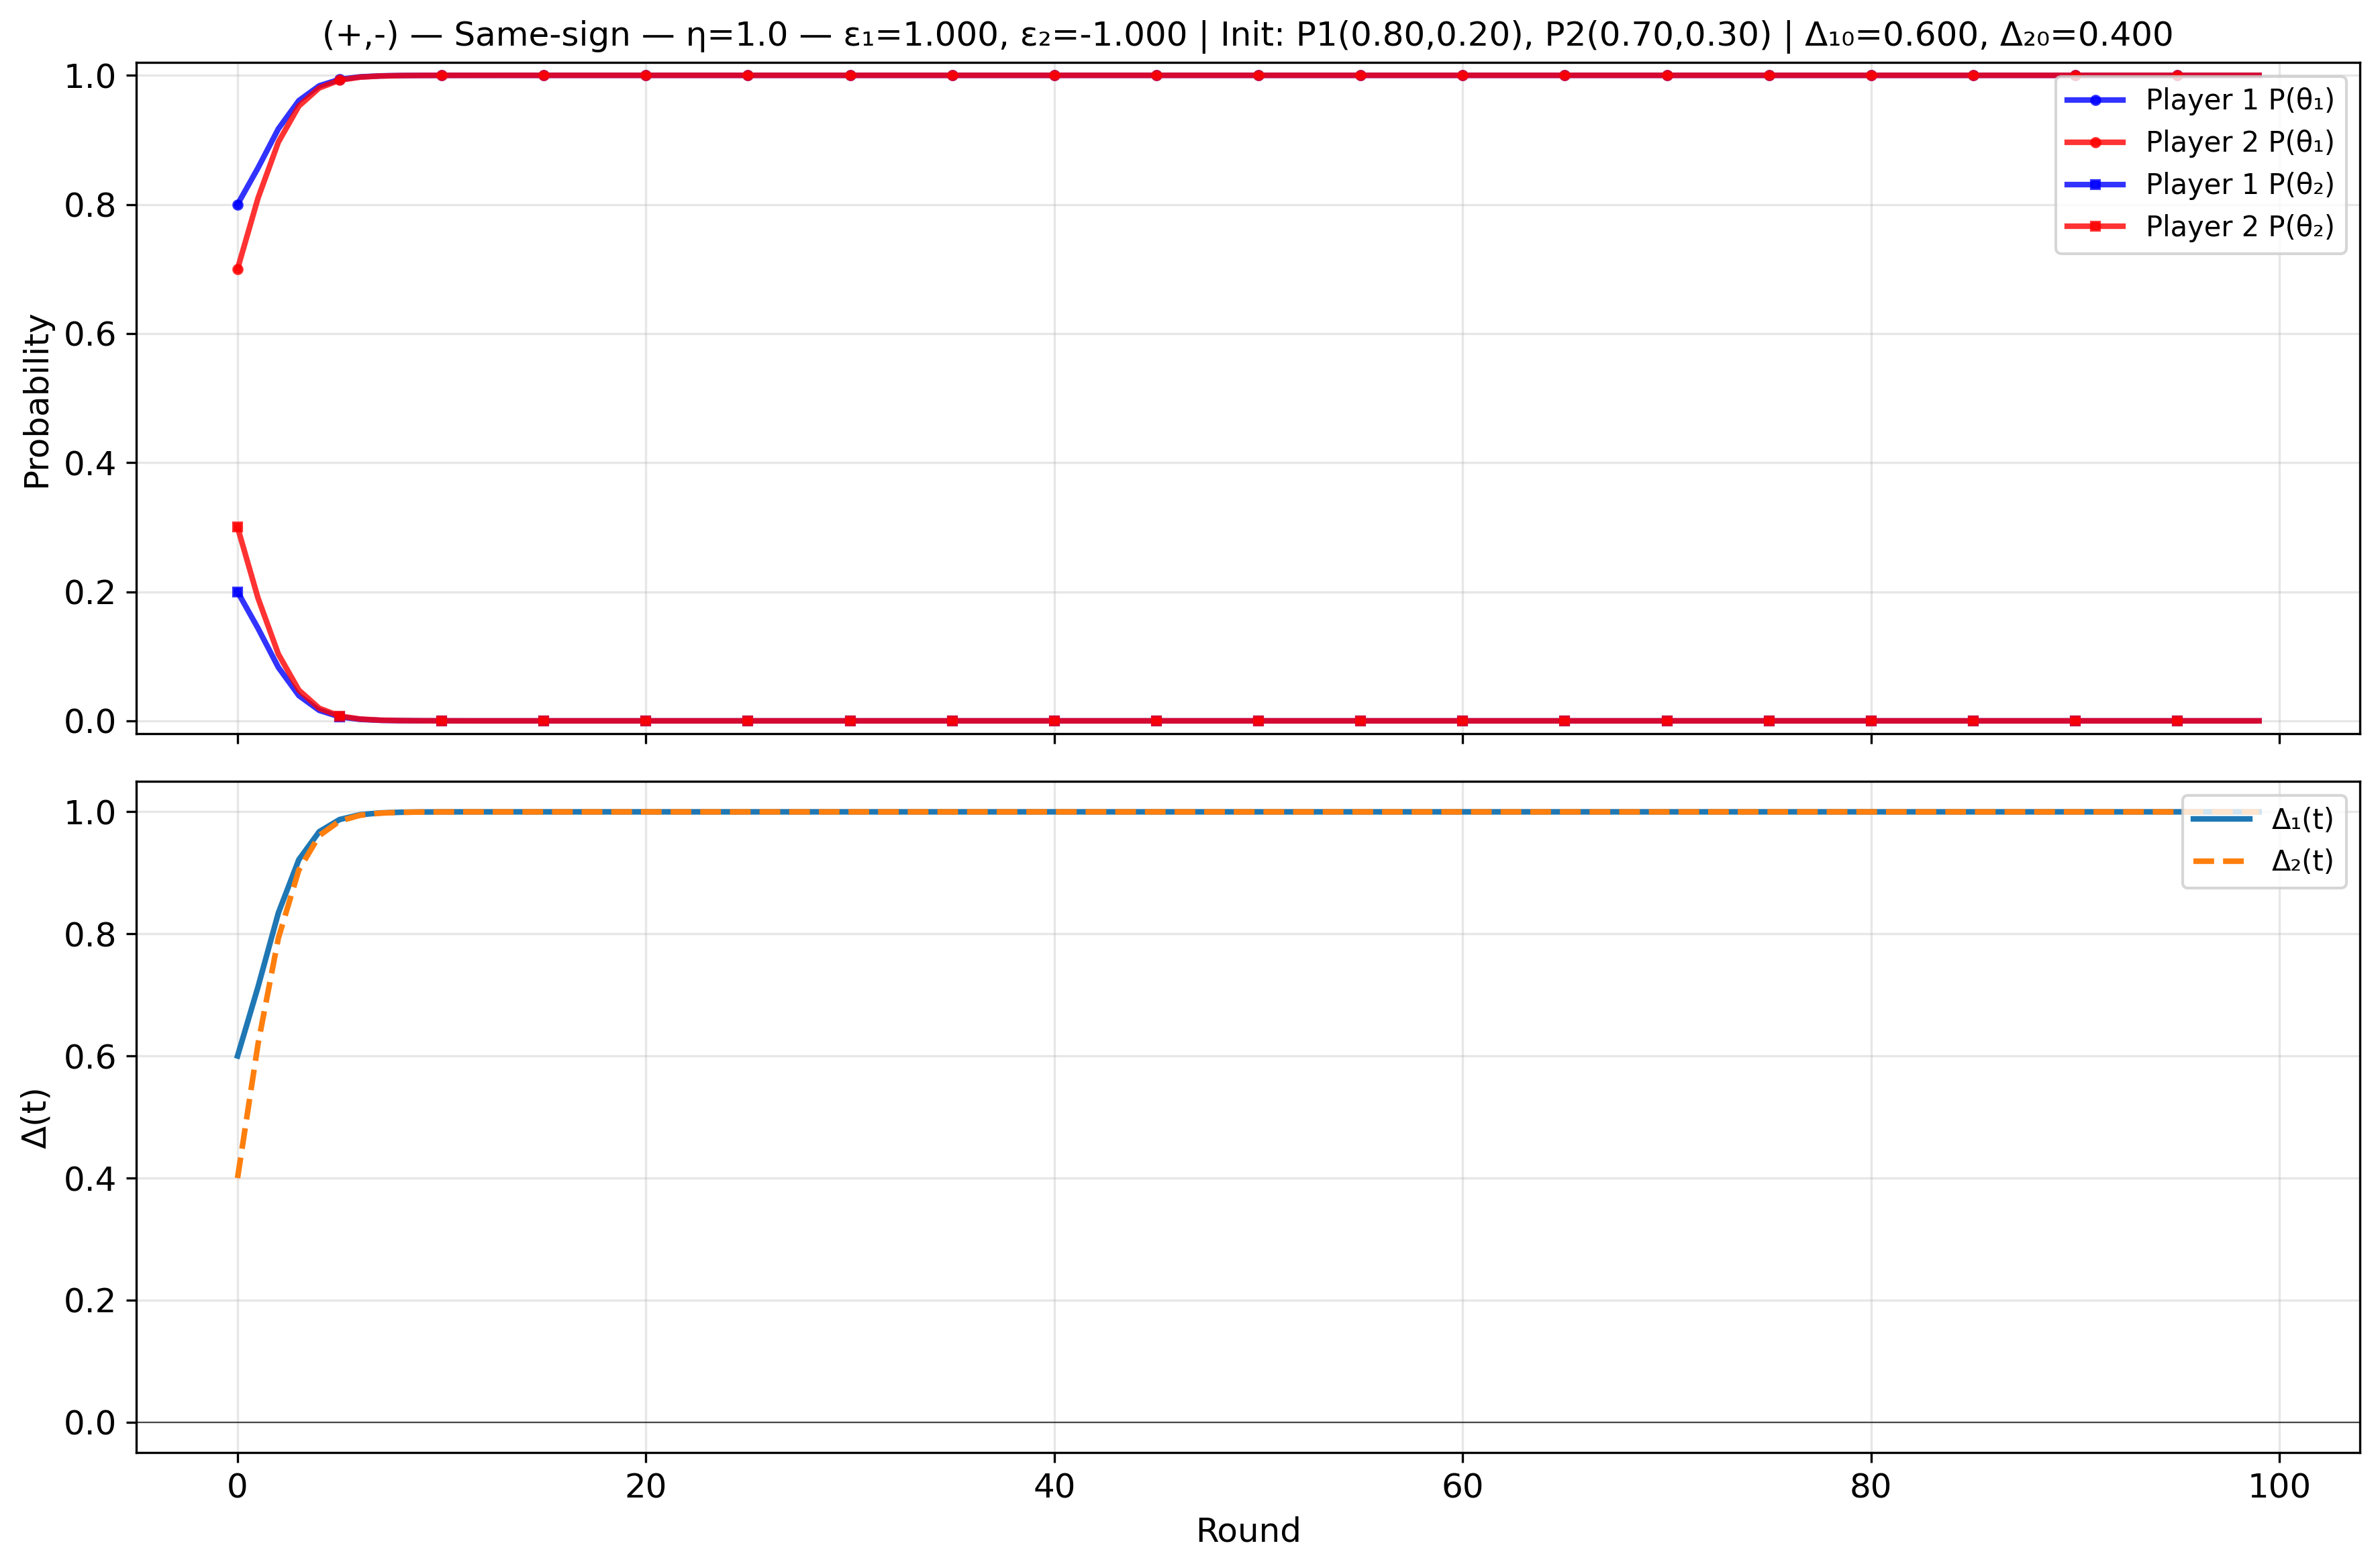 (+,-) — Same-sign — η=1.0 — ε₁=1.000, ε₂=-1.000 | Init: P1(0.80,0.20), P2(0.70,0.30) | Δ₁₀=0.600, Δ₂₀=0.400
Probability
1.0
0.8
0.6
0.4
0.2
0.0
Player 1 P(θ₁)
Player 2 P(θ₁)
Player 1 P(θ₂)
Player 2 P(θ₂)
Δ(t)
1.0
0.8
0.6
0.4
0.2
0.0
Δ₁(t)
Δ₂(t)
0 20 40 60 80 100
Round